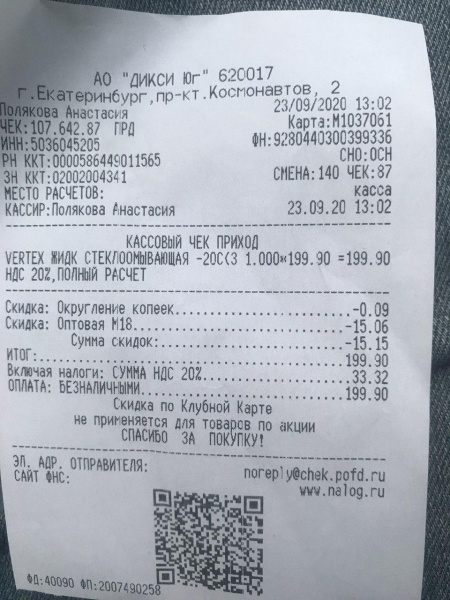 АО "ДИКСИ Юг" 620017
г.Екатеринбург,пр-кт.Космонавтов, 2
Полякова Анастасия 23/09/2020 13:02
ЧЕК:107.642.87 ПРД Карта:М1037061
ИНН:5036045205 ФН:9280440300399336
РН ККТ:0000586449011565 СНО:ОСН
ЗН ККТ:02002004341 СМЕНА:140 ЧЕК:87
МЕСТО РАСЧЕТОВ: касса
КАССИР:Полякова Анастасия 23.09.20 13:02
КАССОВЫЙ ЧЕК ПРИХОД
VERTEX ЖИДК СТЕКЛООМЫВАЮЩАЯ -20С(3 1.000*199.90 =199.90
НДС 20%,ПОЛНЫЙ РАСЧЕТ
Скидка: Округление копеек....................-0.09
Скидка: Оптовая М18.........................-15.06
Сумма скидок:...........................-15.15
ИТОГ:.......................................199.90
Включая налоги: СУММА НДС 20%................33.32
ОПЛАТА: БЕЗНАЛИЧНЫМИ........................199.90
Скидка по Клубной Карте
не применяется для товаров по акции
СПАСИБО ЗА ПОКУПКУ!
ЭЛ. АДР. ОТПРАВИТЕЛЯ: noreply@chek.pofd.ru
САЙТ ФНС: www.nalog.ru
ФД:40090 ФП:2007490258